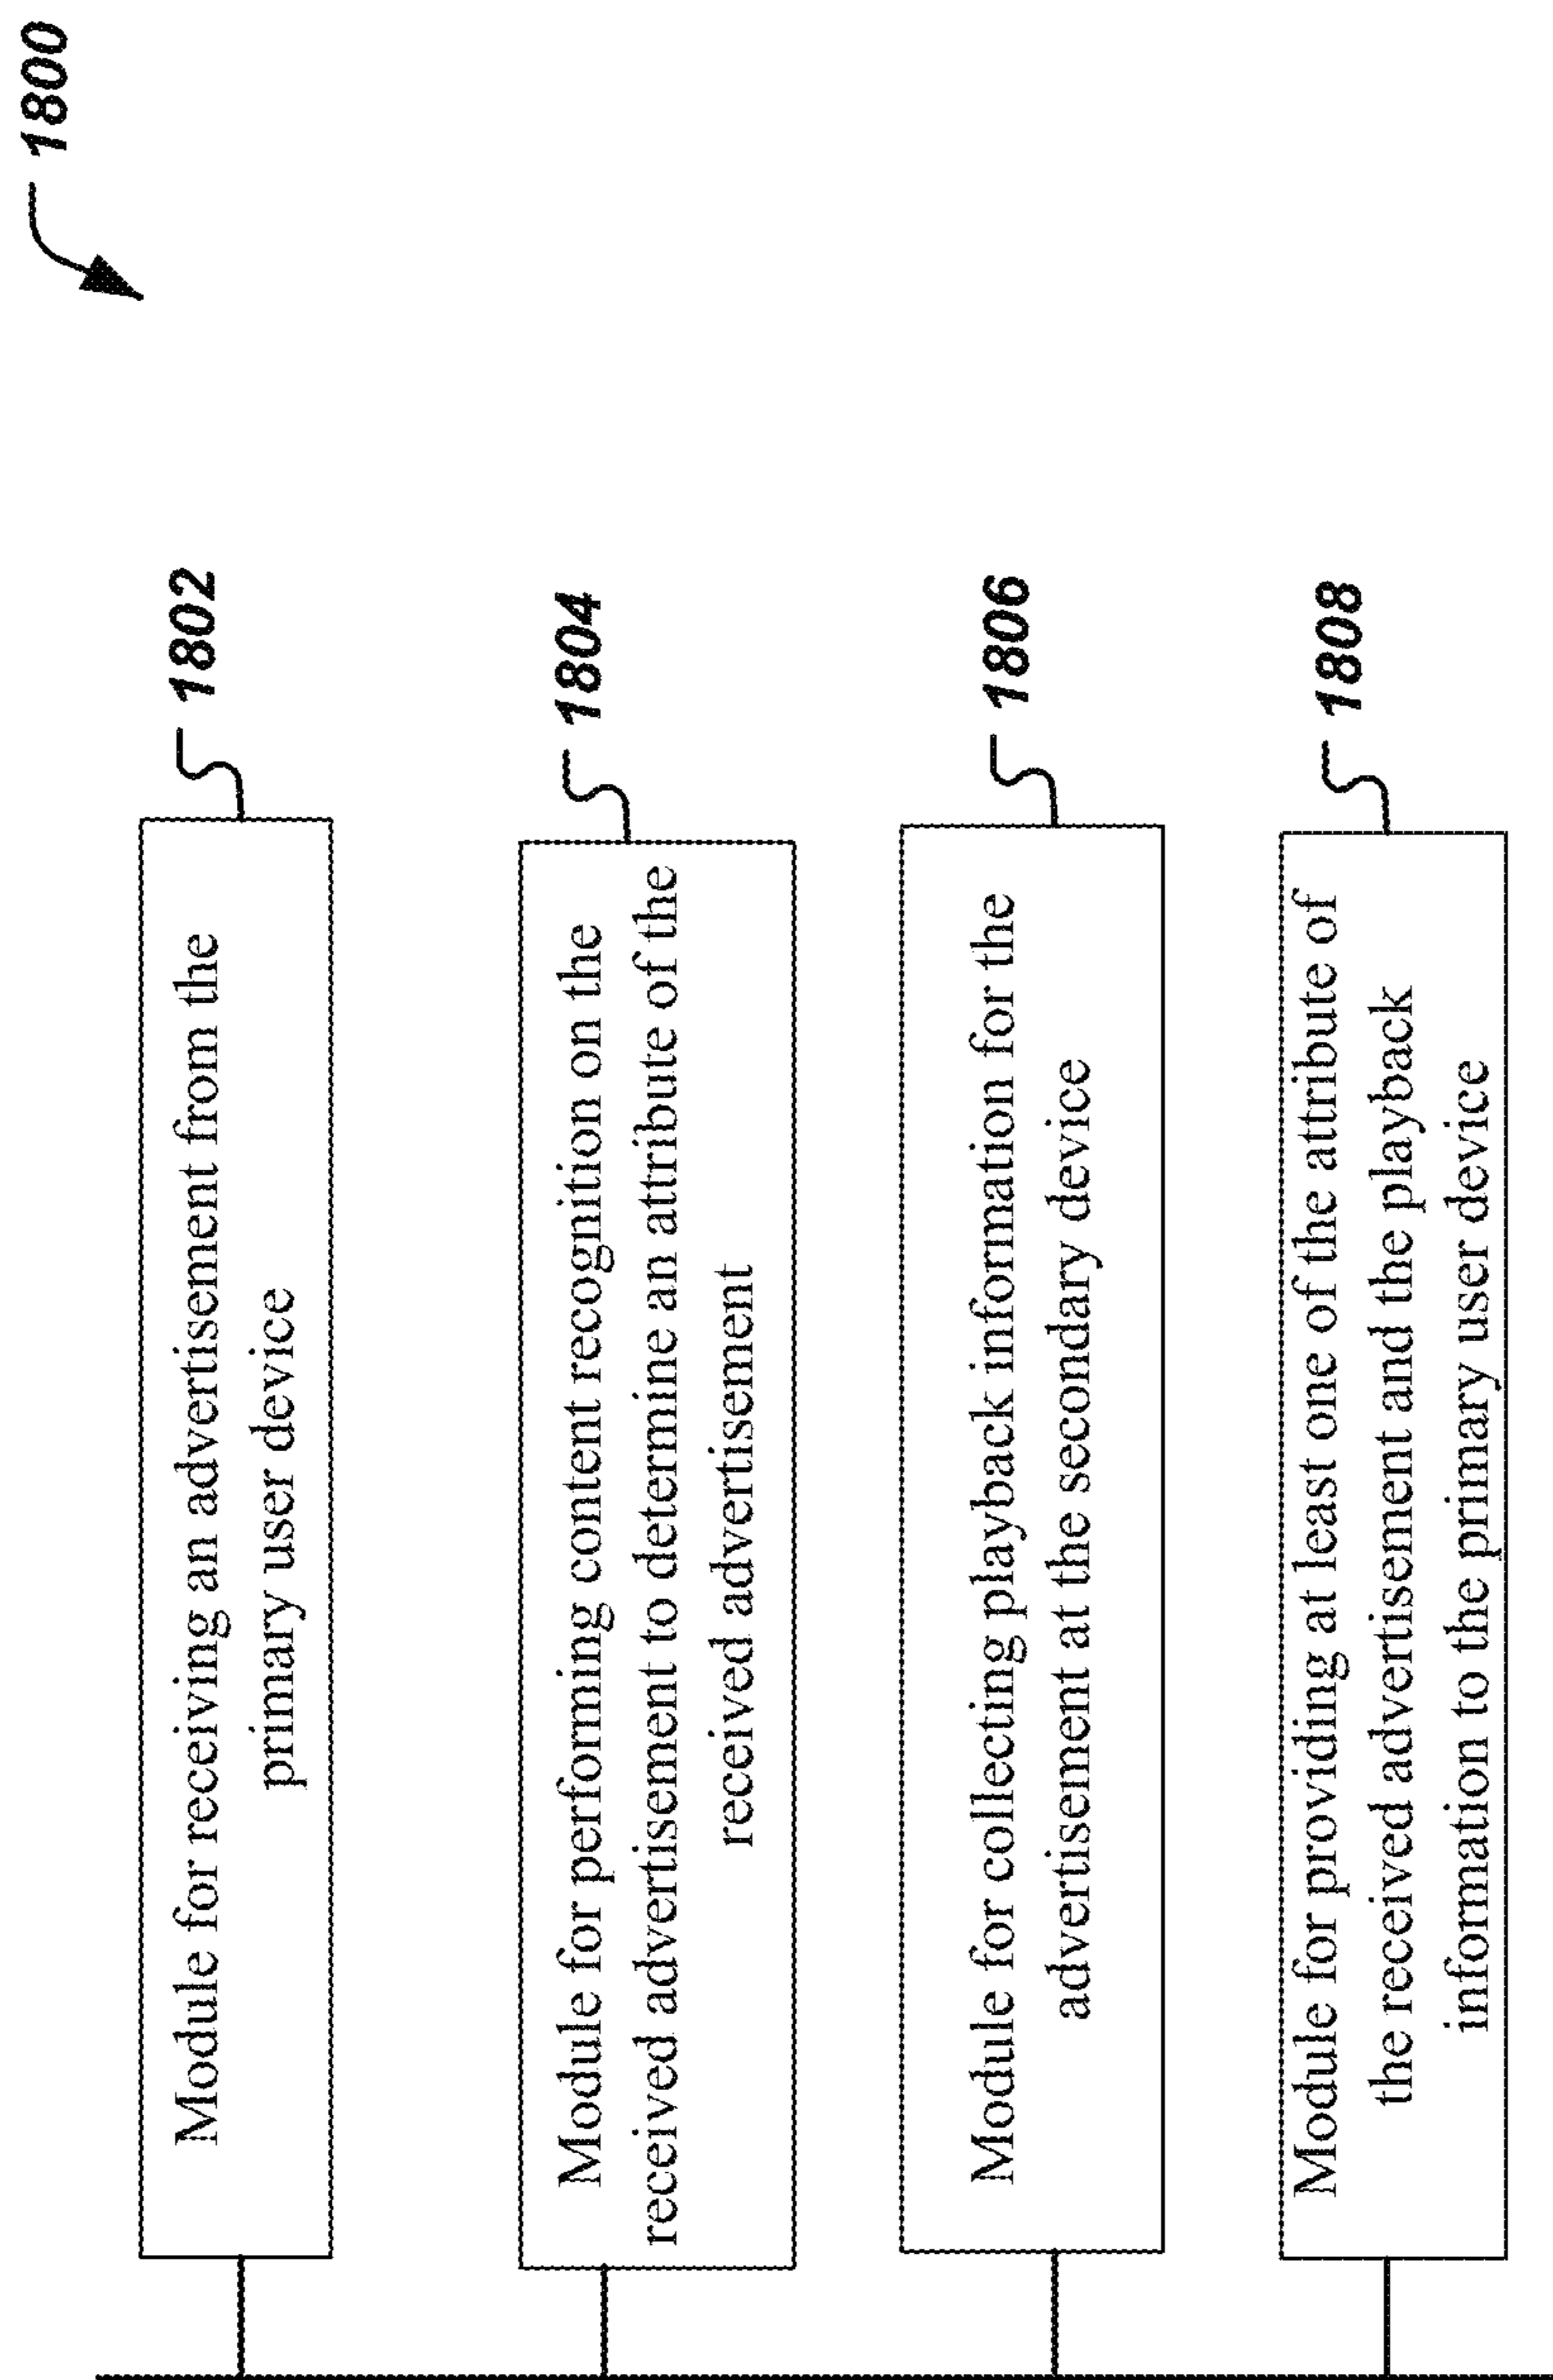 1800
Module for receiving an advertisement from the
primary user device
1802
Module for performing content recognition on the
received advertisement to determine an attribute of the
received advertisement
1804
Module for collecting playback information for the
advertisement at the secondary device
1806
Module for providing at least one of the attribute of
the received advertisement and the playback
information to the primary user device
1808